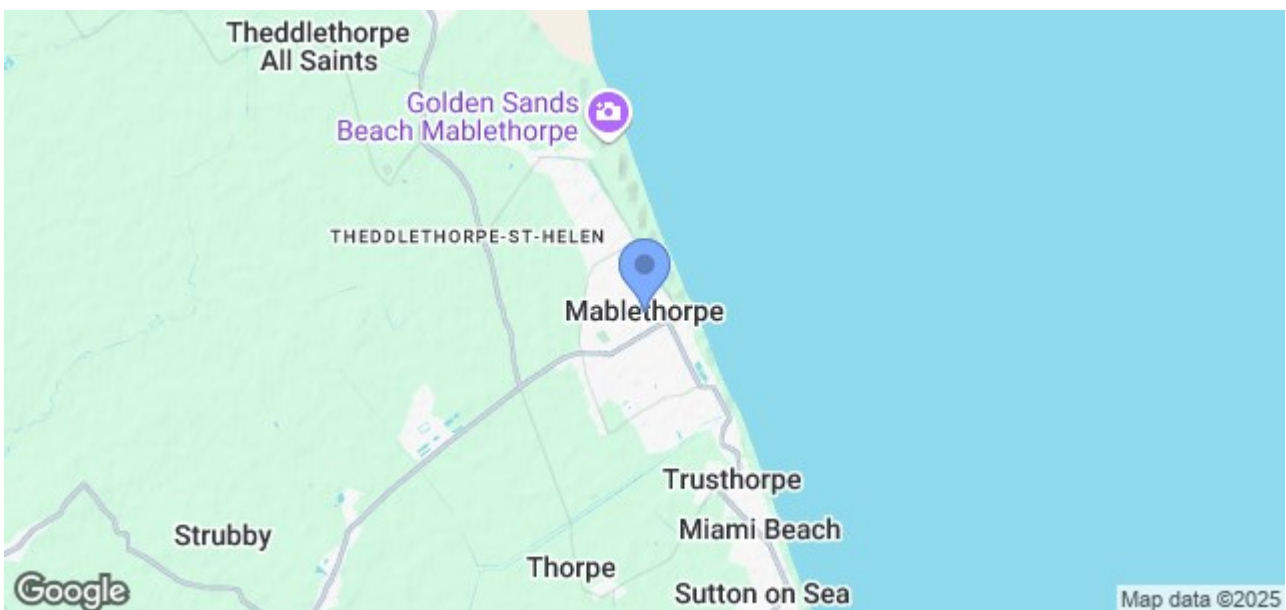 Theddlethorpe
All Saints
Golden Sands
Beach Mablethorpe
THEDDLETHORPE-ST-HELEN
Mablethorpe
Trusthorpe
Strubby
Miami Beach
Thorpe
Sutton on Sea
Google
Map data ©2025